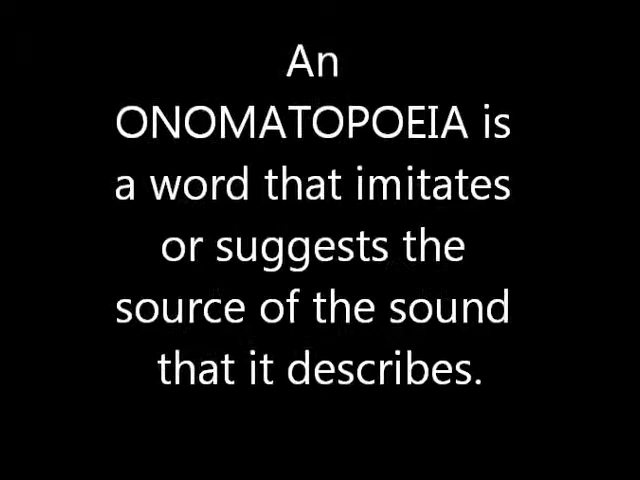 An
ONOMATOPOEIA is
a word that imitates
or suggests the
source of the sound
that it describes.